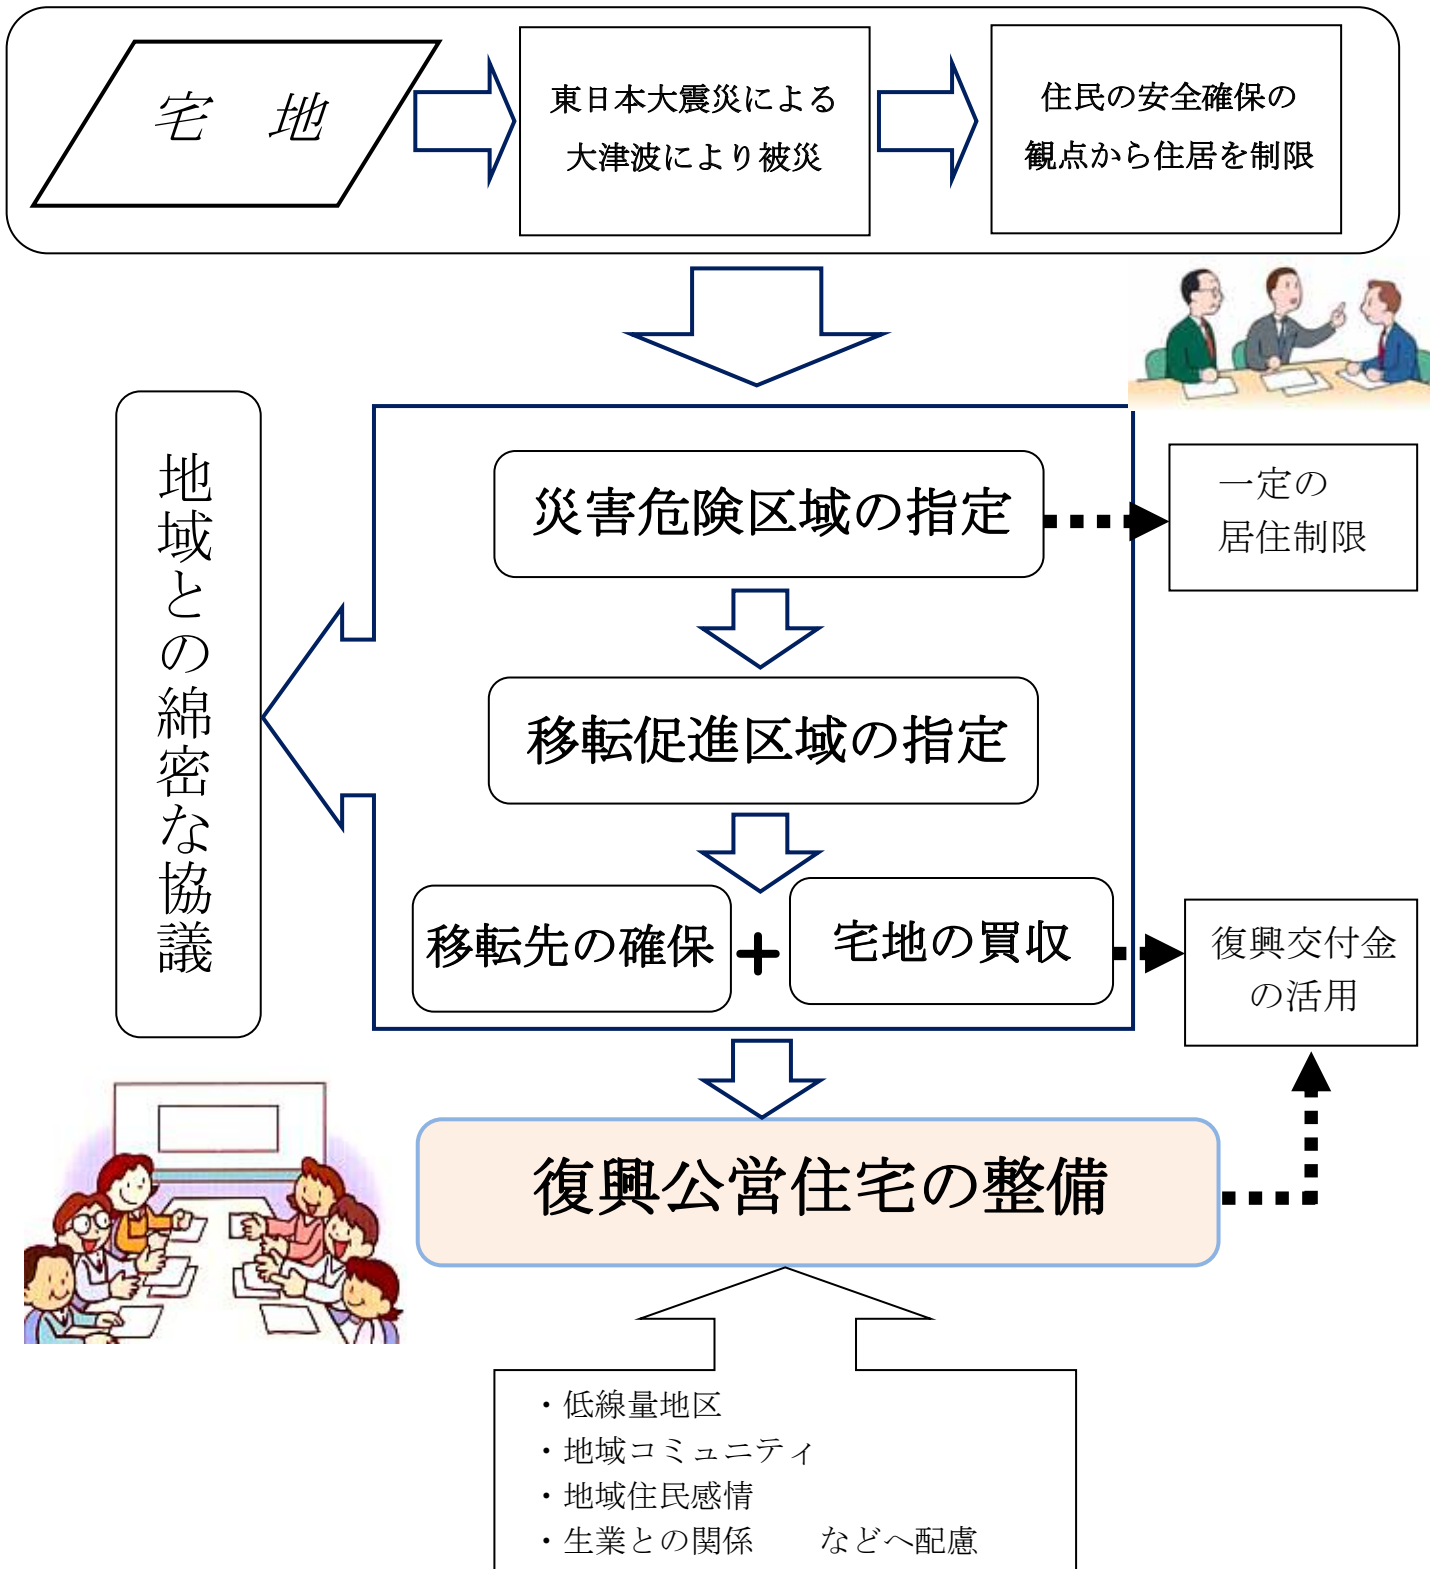 宅　地
東日本大震災による
大津波により被災
住民の安全確保の
観点から住居を制限
地域との綿密な協議
災害危険区域の指定
一定の
居住制限
移転促進区域の指定
移転先の確保
+
宅地の買収
復興交付金
の活用
復興公営住宅の整備
・低線量地区
・地域コミュニティ
・地域住民感情
・生業との関係　　などへ配慮